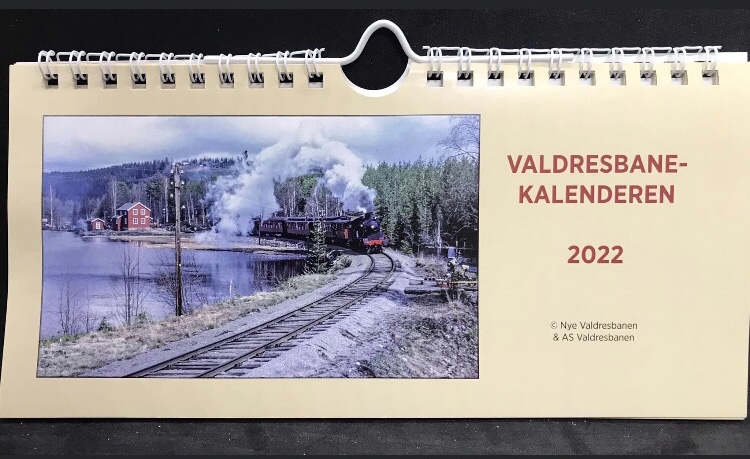 VALDRESBANE-
KALENDEREN
2022
© Nye Valdresbanen
& AS Valdresbanen